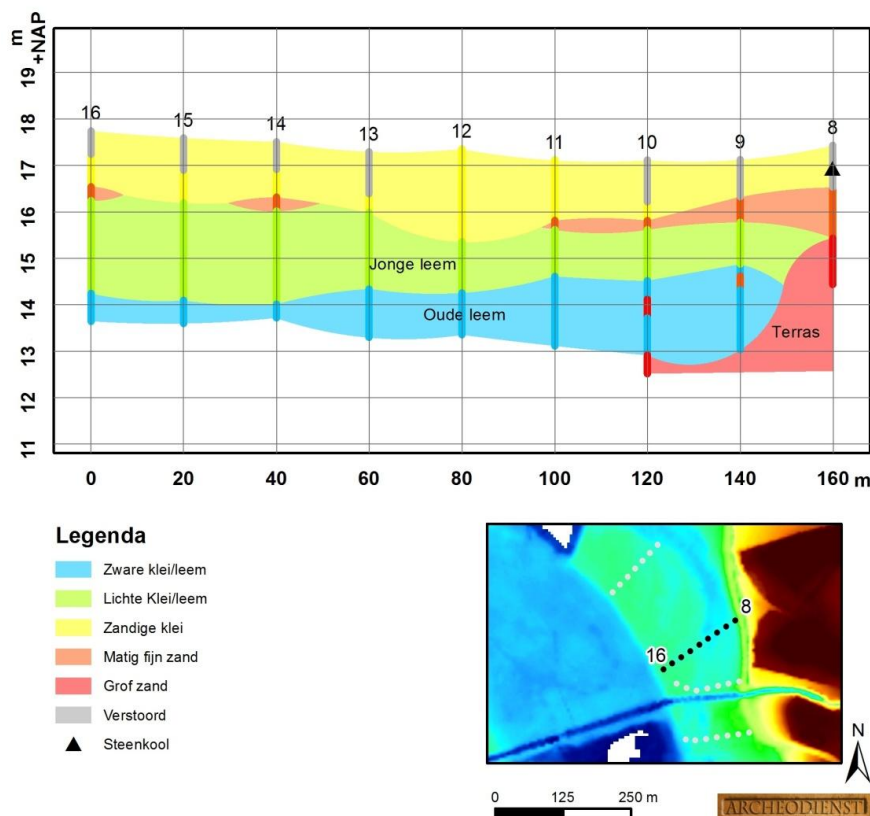 m
+NAP
19
18
17
16
15
14
13
12
11
16
15
14
13
12
11
10
9
8
Jonge leem
Oude leem
Terras
0 20 40 60 80 100 120 140 160 m
Legenda
Zware klei/leem
Lichte Klei/leem
Zandige klei
Matig fijn zand
Grof zand
Verstoord
Steenkool
8
16
N
0 125 250 m
ARCHEODIENST